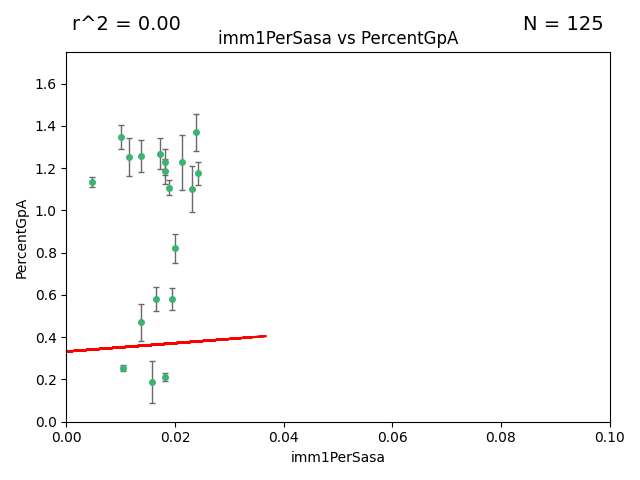 r^2 = 0.00
N = 125
imm1PerSasa vs PercentGpA
1.6
1.4
1.2
1.0
0.8
0.6
0.4
0.2
0.0
PercentGpA
0.00 0.02 0.04 0.06 0.08 0.10
imm1PerSasa